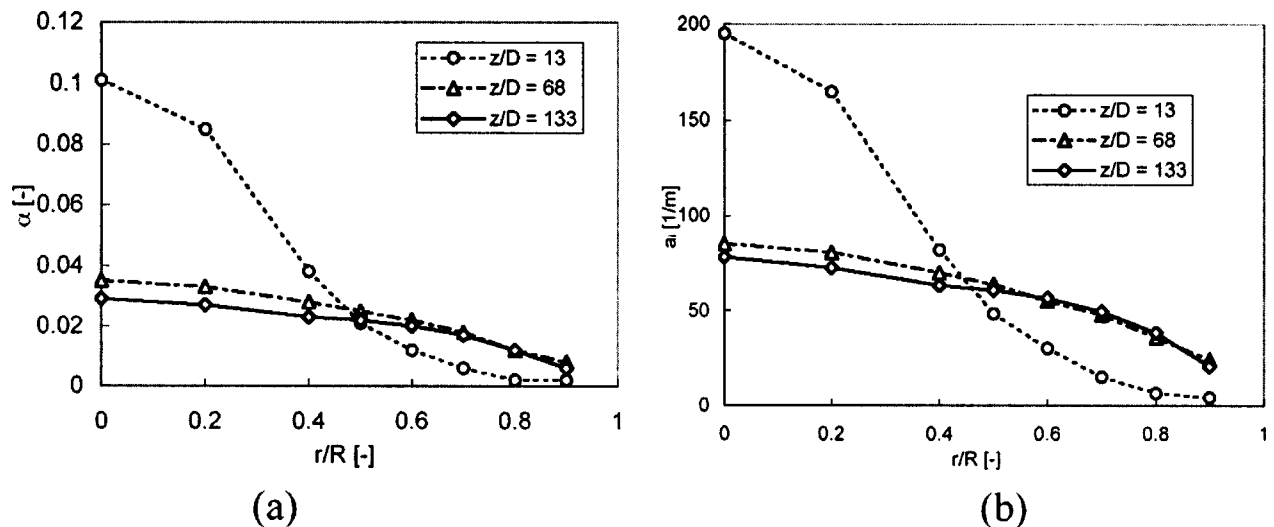 0.12
0.1
0.08
0.06
0.04
0.02
0
α [-]
0 0.2 0.4 0.6 0.8 1
r/R [-]
z/D = 13
z/D = 68
z/D = 133
(a)
200
150
100
50
0
aᵢ [1/m]
0 0.2 0.4 0.6 0.8 1
r/R [-]
z/D = 13
z/D = 68
z/D = 133
(b)